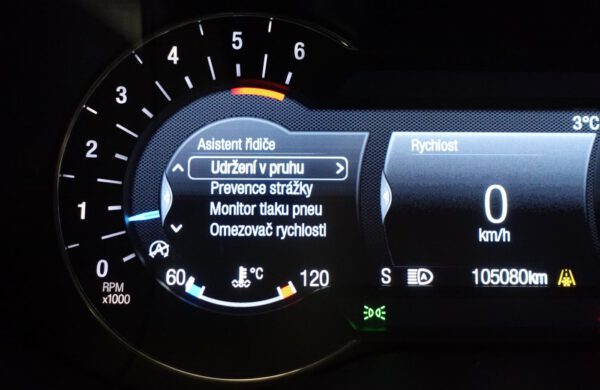 6
5
4
3
2
1
0
RPM
x1000
Asistent řidiče
Udržení v pruhu
Prevence strážky
Monitor tlaku pneu
Omezovač rychlosti
60
°C
120
3°C
Rychlost
0
km/h
S
A
105080km